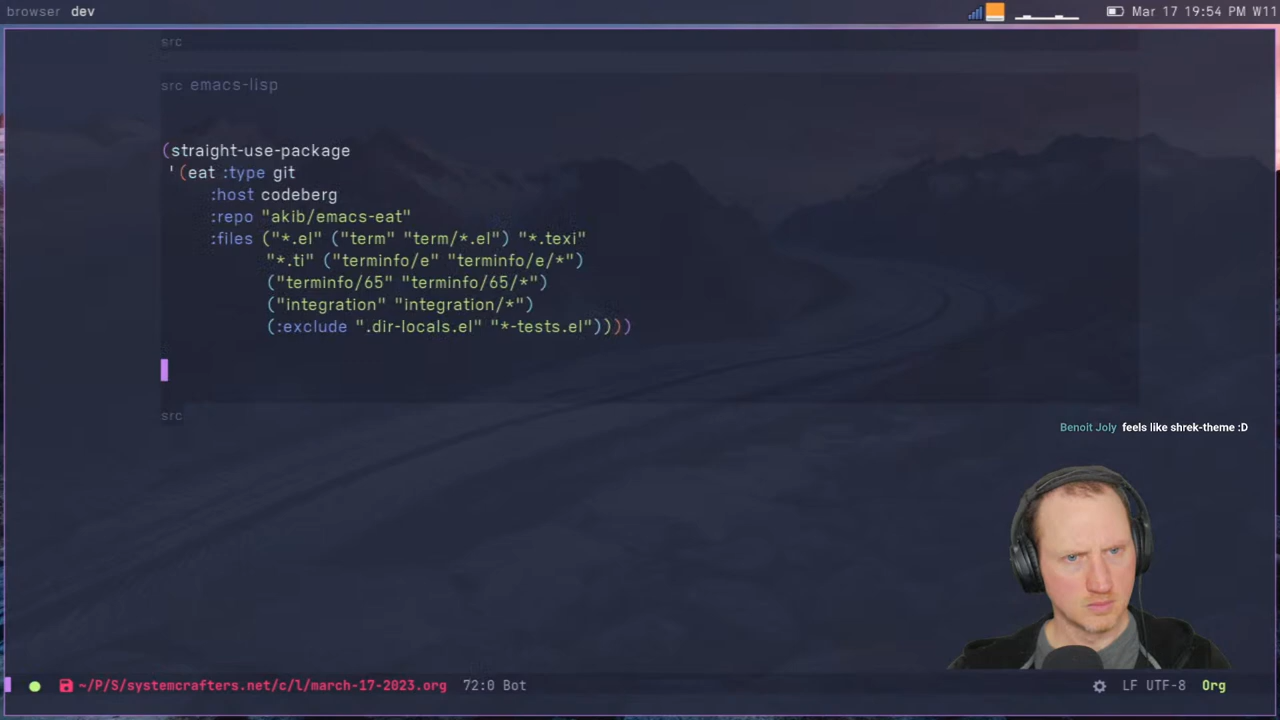 browser dev
Mar 17 19:54 PM W11
src
src emacs-lisp
(straight-use-package
'(eat :type git
:host codeberg
:repo "akib/emacs-eat"
:files ("*.el" ("term" "term/*.el") "*.texi"
"*.ti" ("terminfo/e" "terminfo/e/*")
("terminfo/65" "terminfo/65/*")
("integration" "integration/*")
(:exclude ".dir-locals.el" "*-tests.el"))))
src
Benoit Joly feels like shrek-theme :D
~/P/S/systemcrafters.net/c/l/march-17-2023.org 72:0 Bot
LF UTF-8 Org